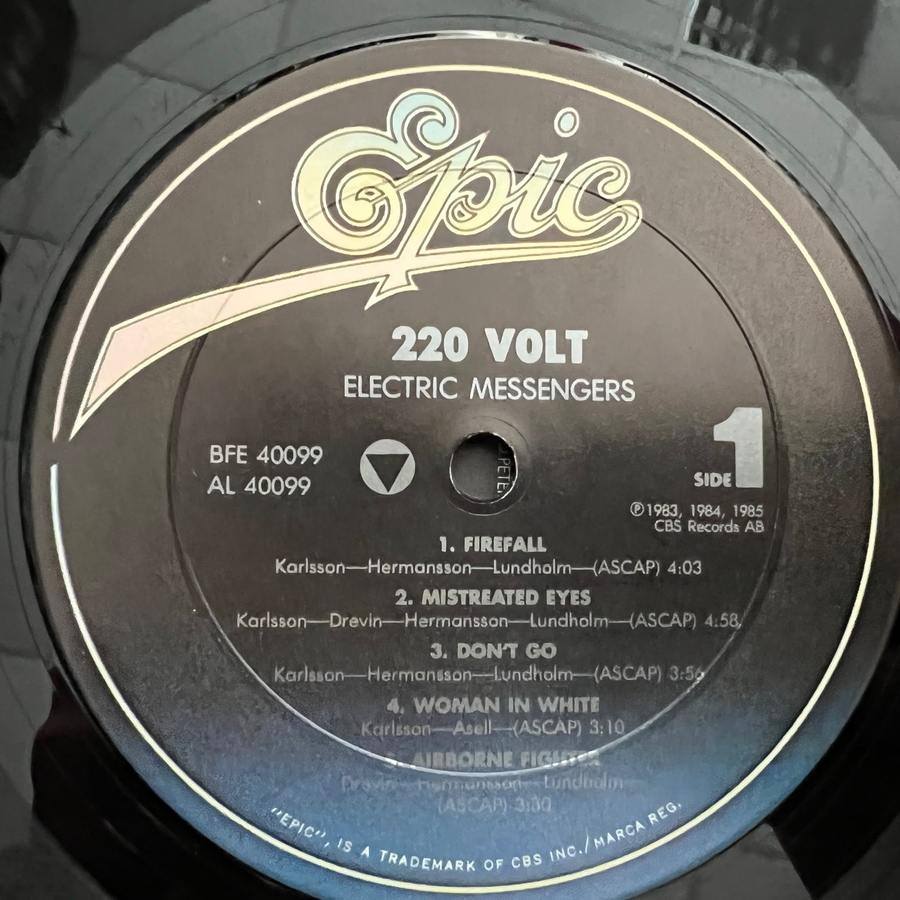 Epic
220 VOLT
ELECTRIC MESSENGERS
BFE 40099
AL 40099
PETE
SIDE 1
℗1983, 1984, 1985
CBS Records AB
1. FIREFALL
Karlsson—Hermansson—Lundholm—(ASCAP) 4:03
2. MISTREATED EYES
Karlsson—Drevin—Hermansson—Lundholm—(ASCAP) 4:58
3. DON'T GO
Karlsson—Hermansson—Lundholm—(ASCAP) 3:56
4. WOMAN IN WHITE
Karlsson—Asell—(ASCAP) 3:10
5. AIRBORNE FIGHTER
Drevin—Hermansson—Lundholm—
(ASCAP) 3:30
"EPIC", IS A TRADEMARK OF CBS INC./MARCA REG.